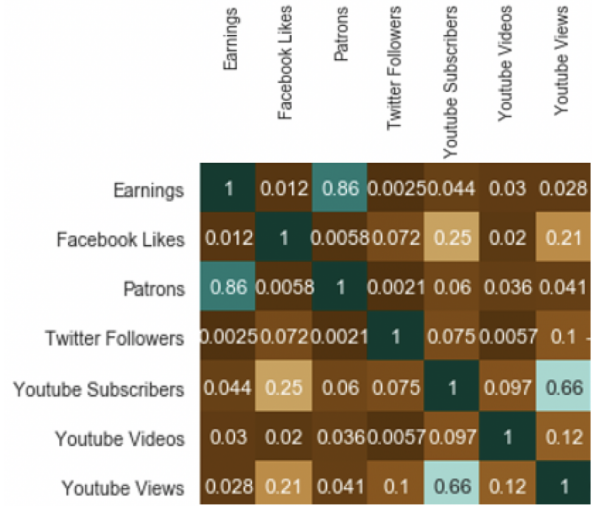 Earnings Facebook Likes Patrons Twitter Followers Youtube Subscribers Youtube Videos Youtube Views
Earnings 1 0.012 0.86 0.0025 0.044 0.03 0.028
Facebook Likes 0.012 1 0.0058 0.072 0.25 0.02 0.21
Patrons 0.86 0.0058 1 0.0021 0.06 0.036 0.041
Twitter Followers 0.0025 0.072 0.0021 1 0.075 0.0057 0.1 -
Youtube Subscribers 0.044 0.25 0.06 0.075 1 0.097 0.66
Youtube Videos 0.03 0.02 0.036 0.0057 0.097 1 0.12
Youtube Views 0.028 0.21 0.041 0.1 0.66 0.12 1